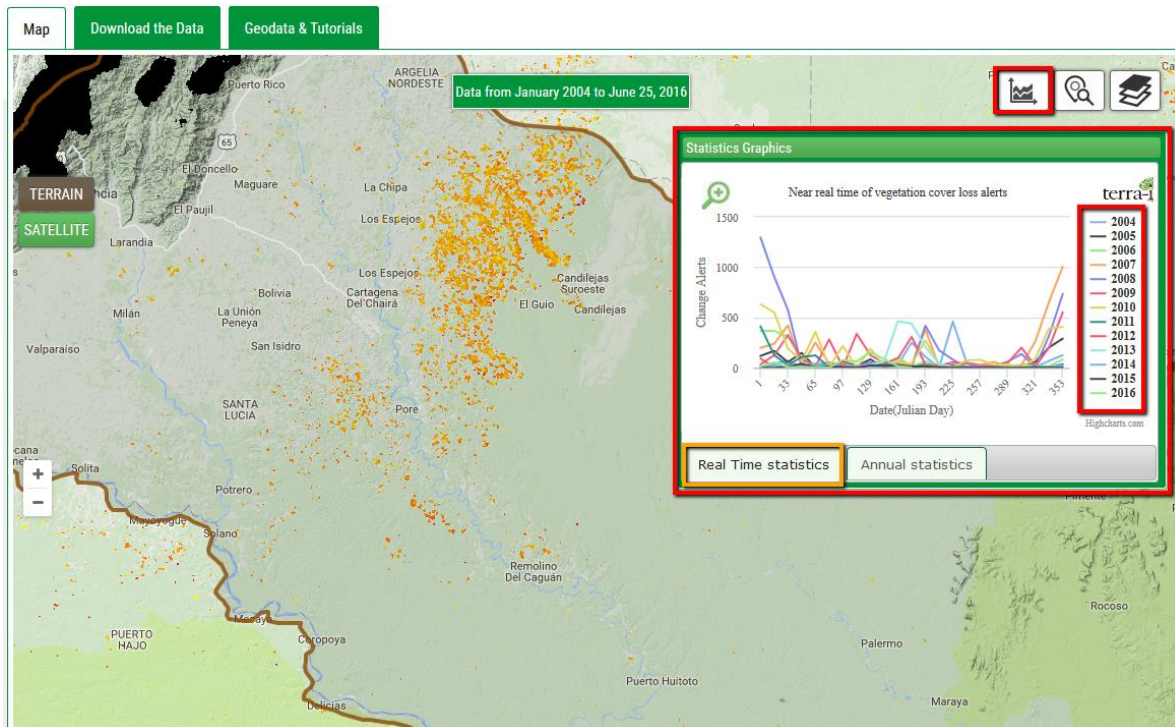 Map
Download the Data
Geodata & Tutorials
ARGELIA
NORDESTE
Puerto Rico
Data from January 2004 to June 25, 2016
65
El Doncello
Maguare
La Chipa
TERRAIN
El Paujil
Los Espejos
SATELLITE
Larandia
Los Espejos
Candilejas
Suroeste
Bolivia
Cartagena
Del Chairá
El Guio
Candilejas
Milán
La Unión
Peneya
San Isidro
Valparaíso
SANTA
LUCIA
Pore
Solita
+
−
Potrero
Mayoyogue
Solano
Remolino
Del Caguán
Mecaya
PUERTO
HAJO
Coropoya
Puerto Huitoto
Palermo
Rocoso
Delicias
Maraya
Statistics Graphics
Near real time of vegetation cover loss alerts
terra-i
Change Alerts
1500
1000
500
0
1 33 65 97 129 161 193 225 257 289 321 353
Date(Julian Day)
2004
2005
2006
2007
2008
2009
2010
2011
2012
2013
2014
2015
2016
Highcharts.com
Real Time statistics
Annual statistics